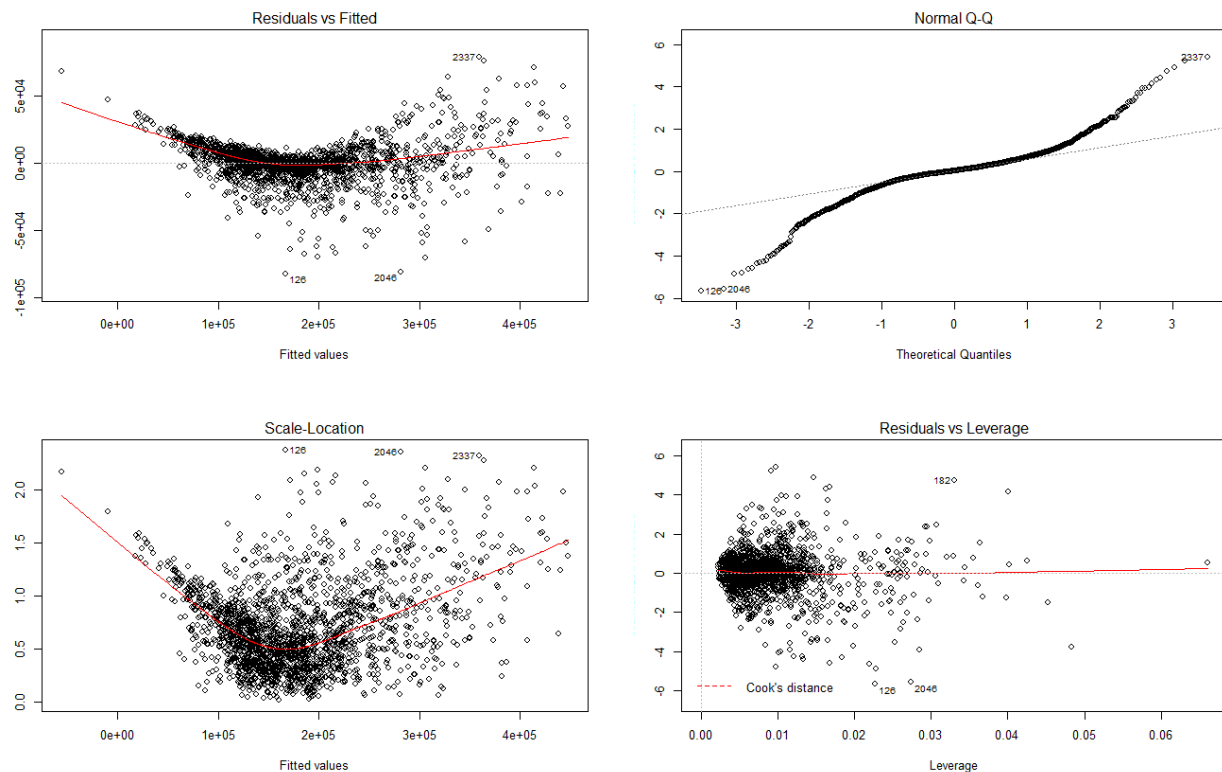 Residuals vs Fitted
5e+04
0e+00
-5e+04
-1e+05
2337
126
2046
0e+00 1e+05 2e+05 3e+05 4e+05
Fitted values
Normal Q-Q
6
4
2
0
-2
-4
-6
2337
126 2046
-3 -2 -1 0 1 2 3
Theoretical Quantiles
Scale-Location
2.0
1.5
1.0
0.5
0.0
126
2046
2337
0e+00 1e+05 2e+05 3e+05 4e+05
Fitted values
Residuals vs Leverage
6
4
2
0
-2
-4
-6
182
126
2046
Cook's distance
0.00 0.01 0.02 0.03 0.04 0.05 0.06
Leverage